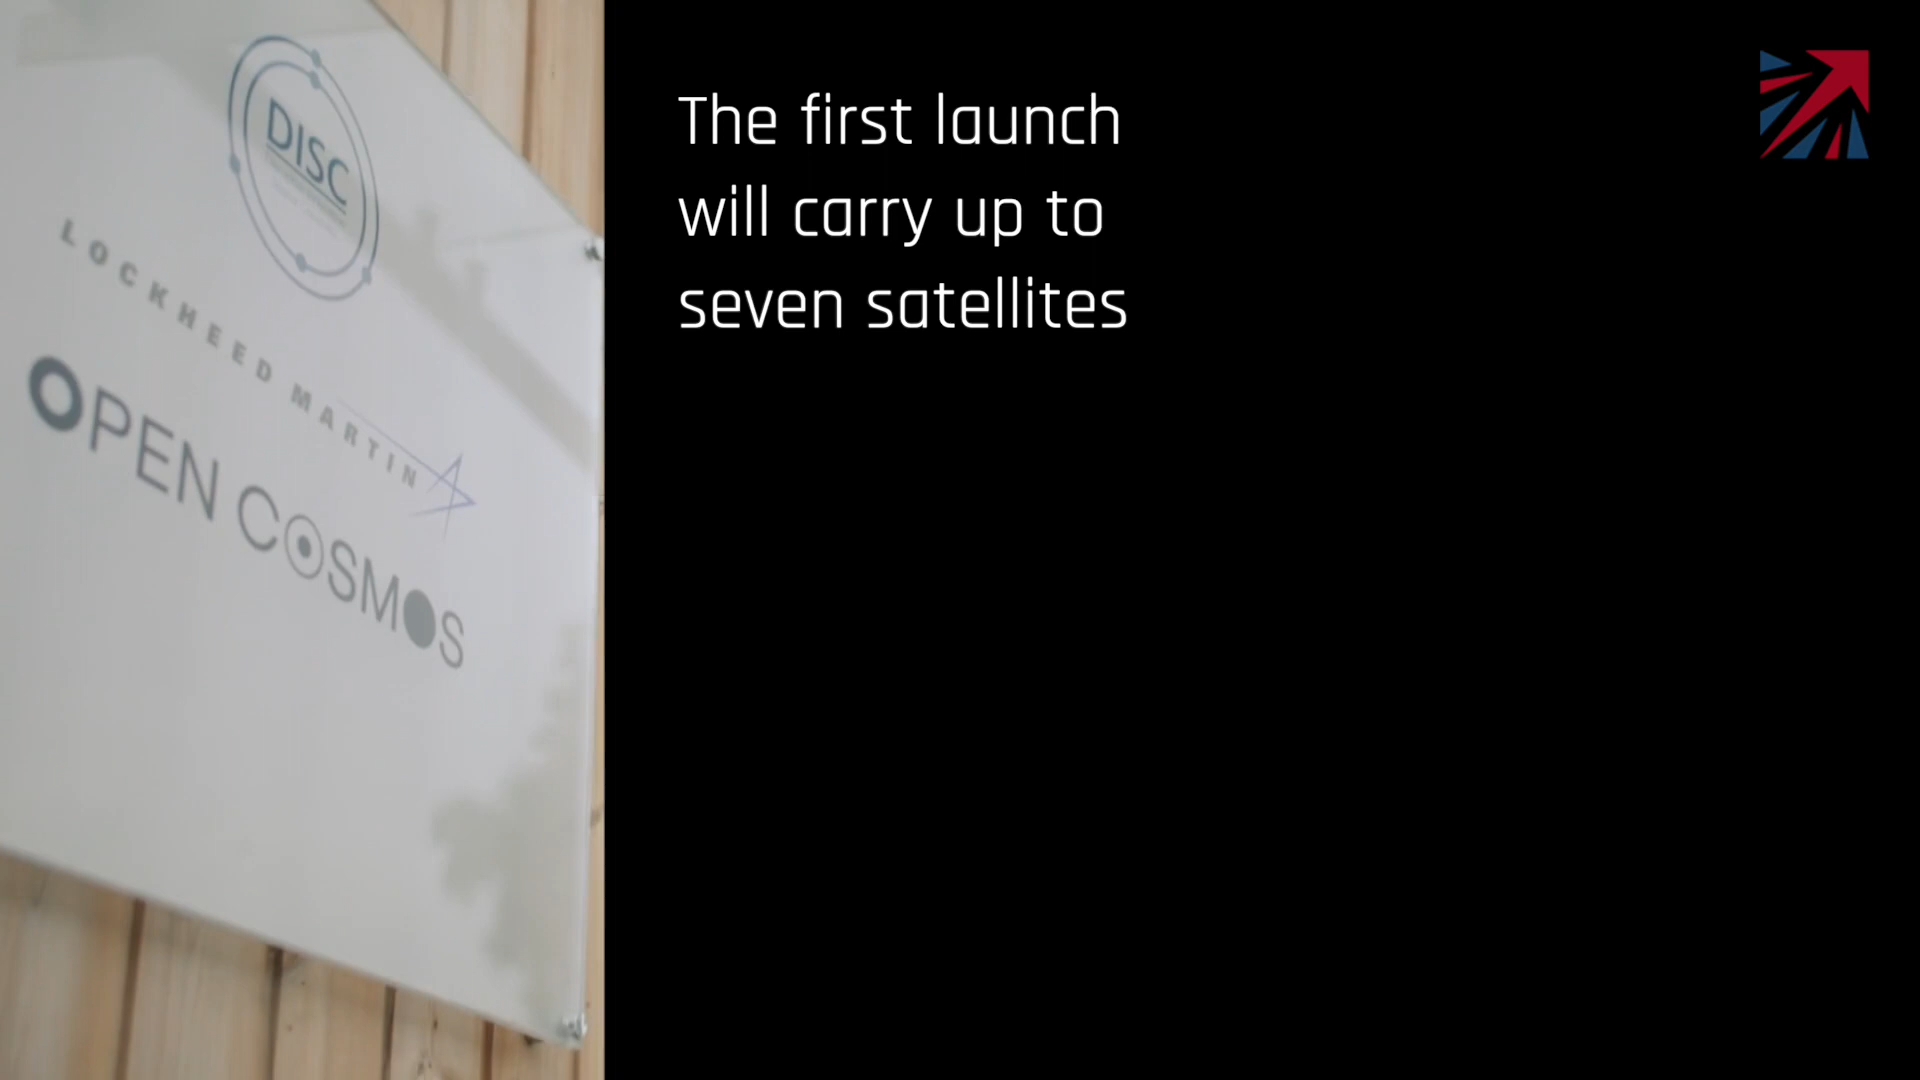 DISC
LOCKHEED MARTIN
OPEN COSMOS
The first launch
will carry up to
seven satellites